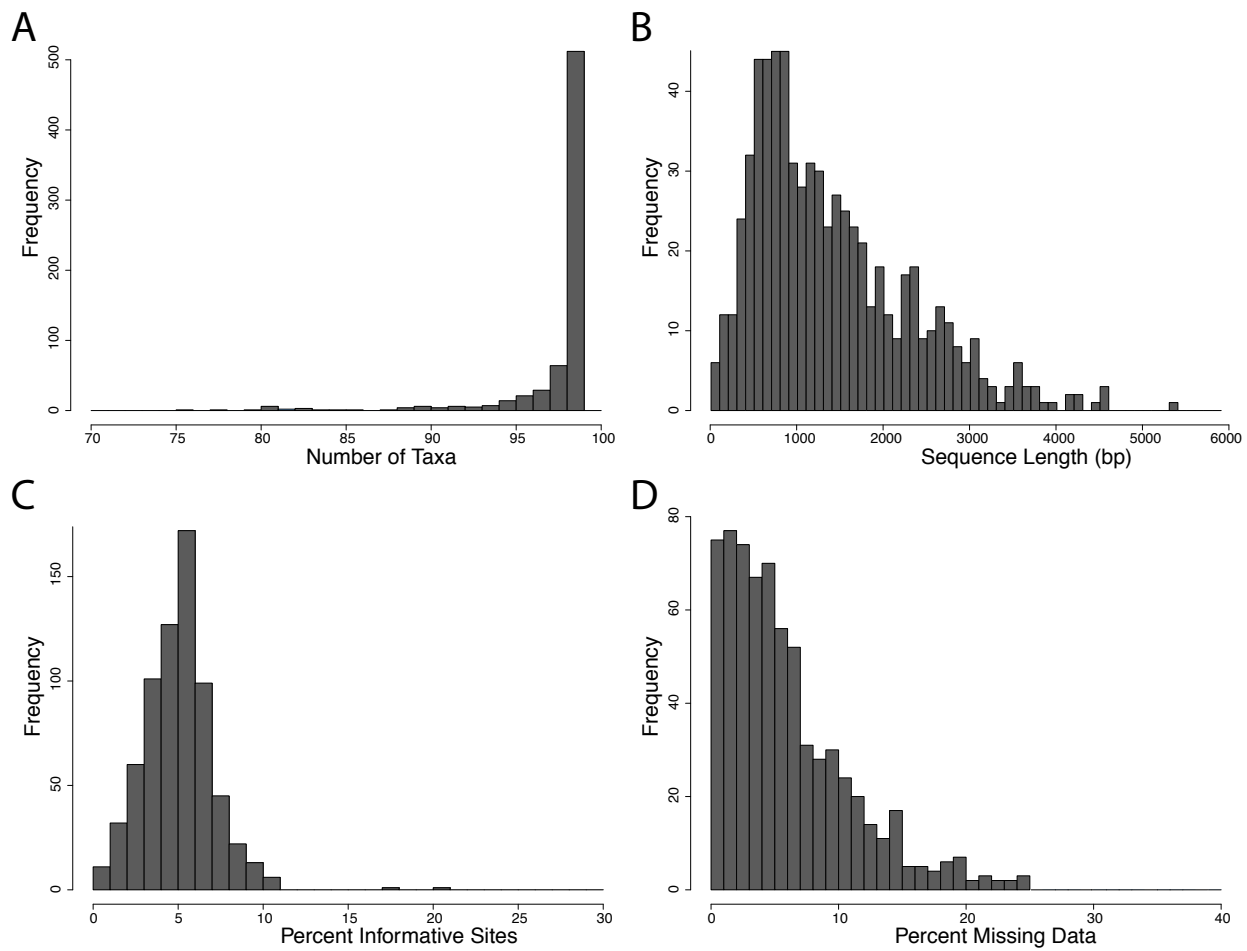 A
Frequency
0 100 200 300 400 500
70 75 80 85 90 95 100
Number of Taxa
B
Frequency
0 10 20 30 40
0 1000 2000 3000 4000 5000 6000
Sequence Length (bp)
C
Frequency
0 50 100 150
0 5 10 15 20 25 30
Percent Informative Sites
D
Frequency
0 20 40 60 80
0 10 20 30 40
Percent Missing Data